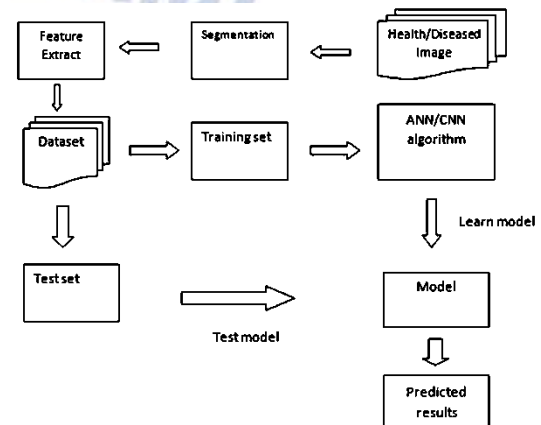 Feature
Extract
Segmentation
Health/Diseased
Image
Dataset
Training set
ANN/CNN
algorithm
Learn model
Test set
Test model
Model
Predicted
results